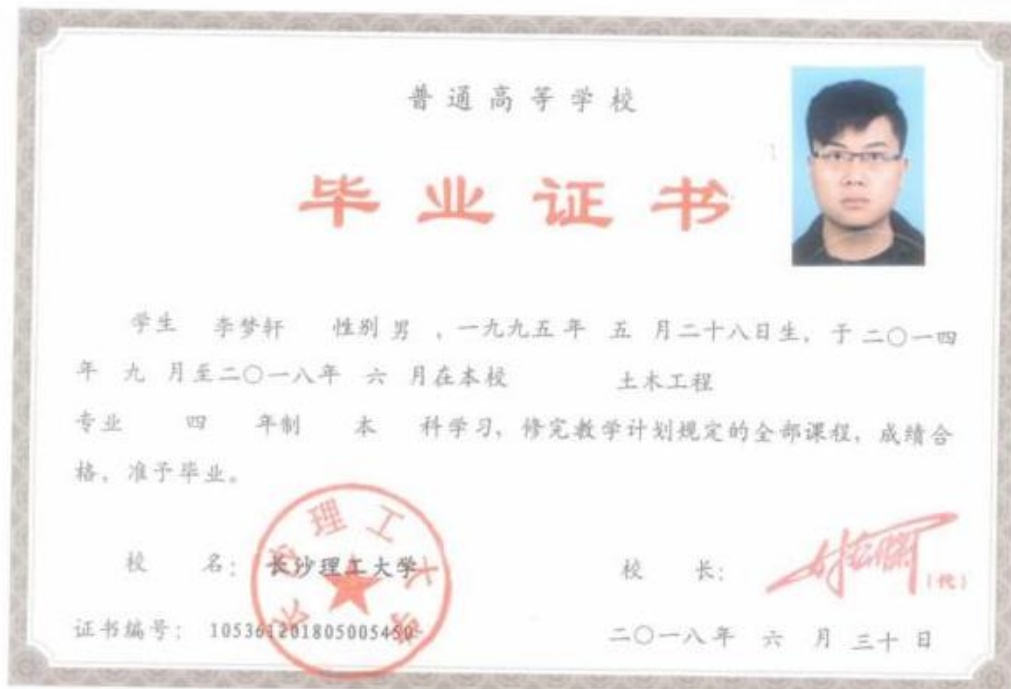 普通高等学校
毕业证书
学生 李梦轩 性别 男 ,一九九五年 五 月二十八日生，于二〇一四
年 九 月至二〇一八年 六 月在本校 土木工程
专业 四 年制 本 科学习，修完教学计划规定的全部课程，成绩合
格，准予毕业。
校 名：长沙理工大学 校 长：
长沙理工大学
（代）
证书编号：105361201805005450 二〇一八年 六 月 三十 日